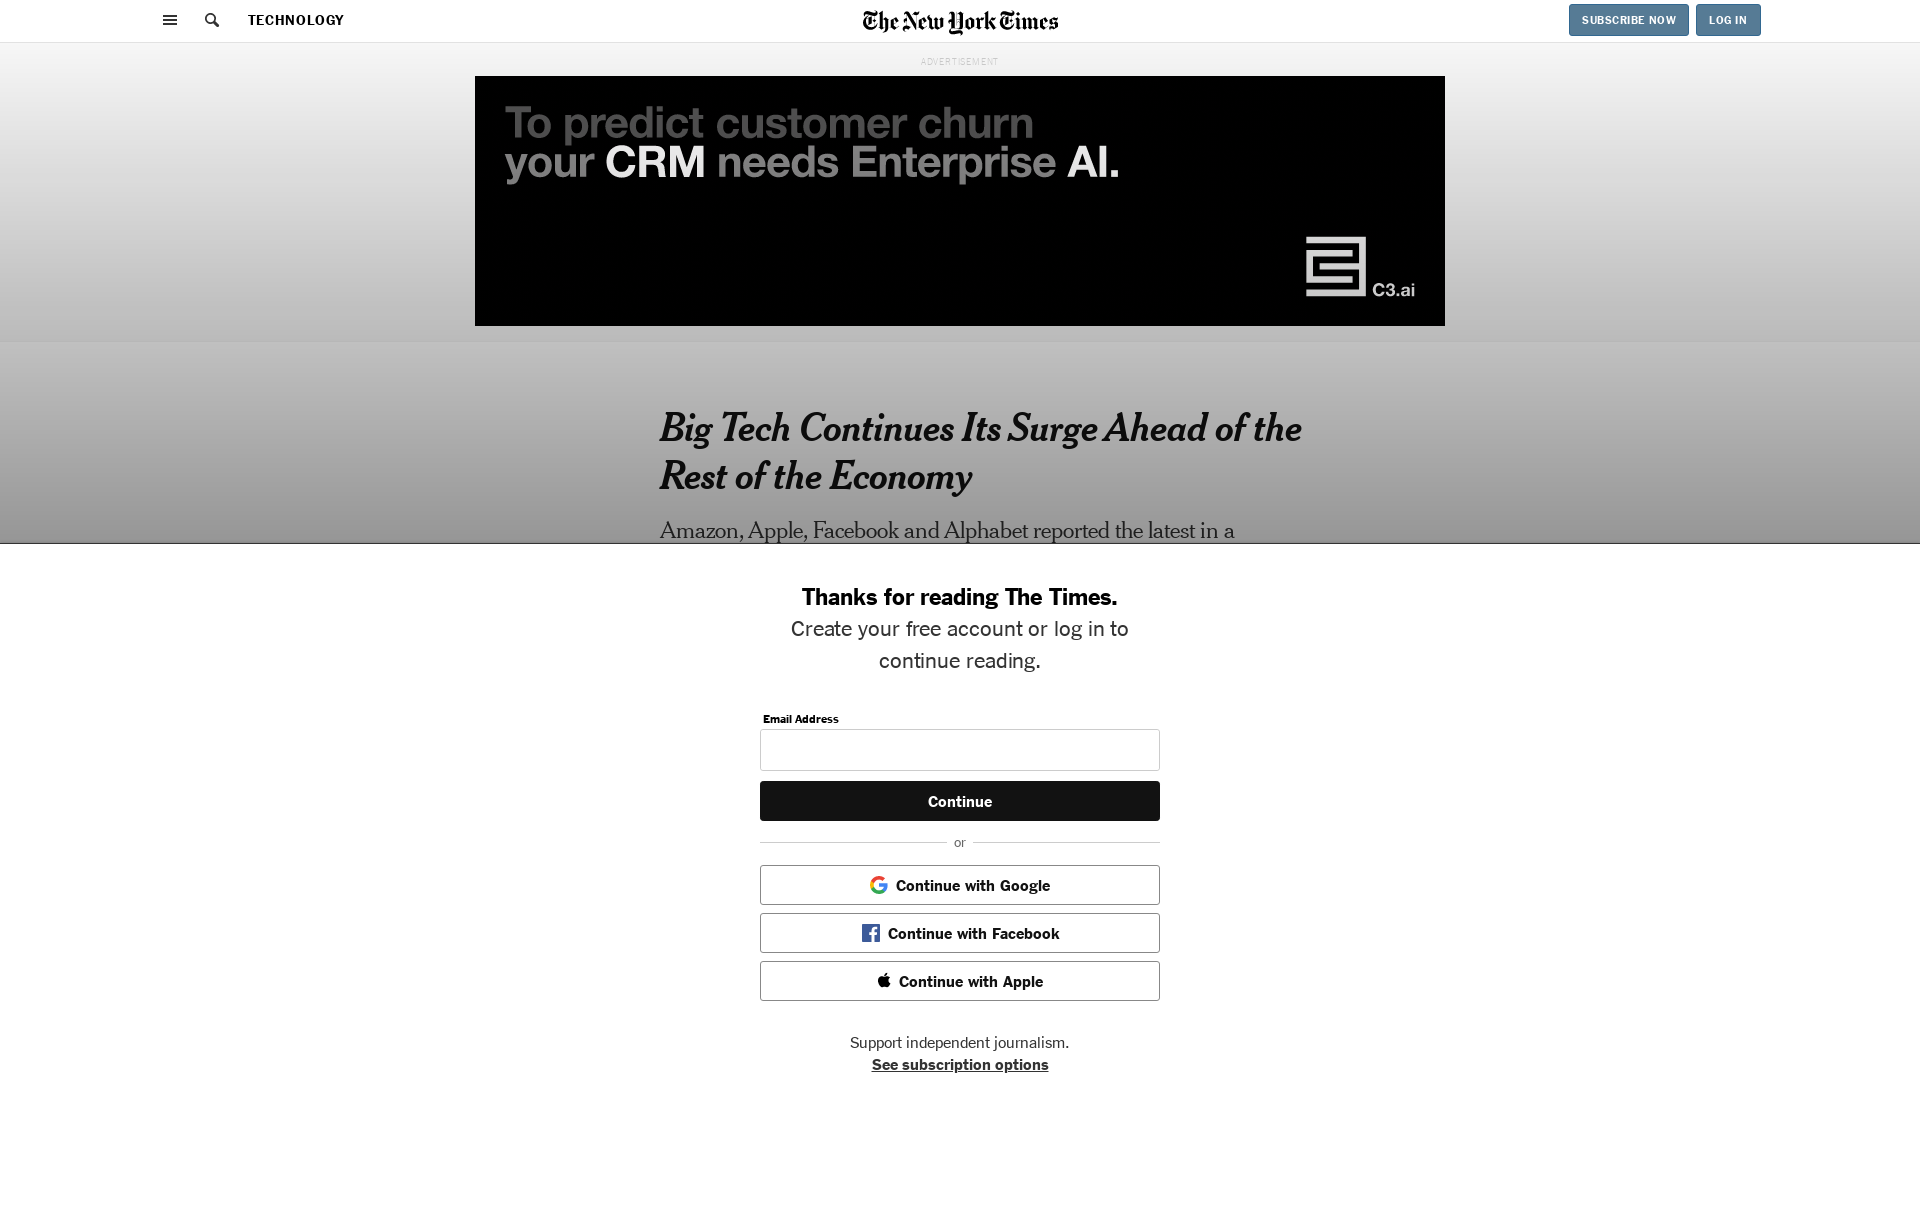 TECHNOLOGY
The New York Times
SUBSCRIBE NOW
LOG IN
ADVERTISEMENT
To predict customer churn
your CRM needs Enterprise AI.
C3.ai
Big Tech Continues Its Surge Ahead of the
Rest of the Economy
Amazon, Apple, Facebook and Alphabet reported the latest in a
Thanks for reading The Times.
Create your free account or log in to
continue reading.
Email Address
Continue
or
Continue with Google
Continue with Facebook
Continue with Apple
Support independent journalism.
See subscription options